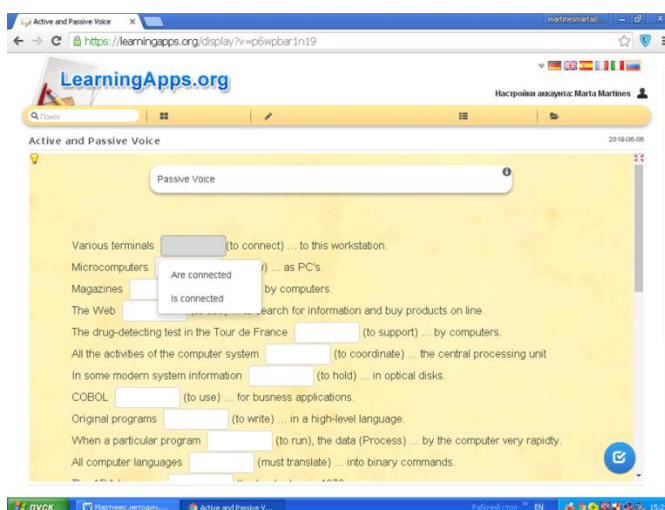 Active and Passive Voice
martinesmarta8
https://learningapps.org/display?v=p6wpbar1n19
LearningApps.org
Настройки аккаунта: Marta Martines
Поиск
Active and Passive Voice
2019-06-06
Passive Voice
Various terminals (to connect) ... to this workstation.
Microcomputers ) ... as PC's.
Are connected
Magazines by computers.
Is connected
The Web search for information and buy products on line.
The drug-detecting test in the Tour de France (to support) ... by computers.
All the activities of the computer system (to coordinate) ... the central processing unit
In some modern system information (to hold) ... in optical disks.
COBOL (to use) ... for busness applications.
Original programs (to write) ... in a high-level language.
When a particular program (to run), the data (Process) ... by the computer very rapidty.
All computer languages (must translate) ... into binary commands.
пуск
Мартинес.методич...
Active and Passive V...
Рабочий стол
EN